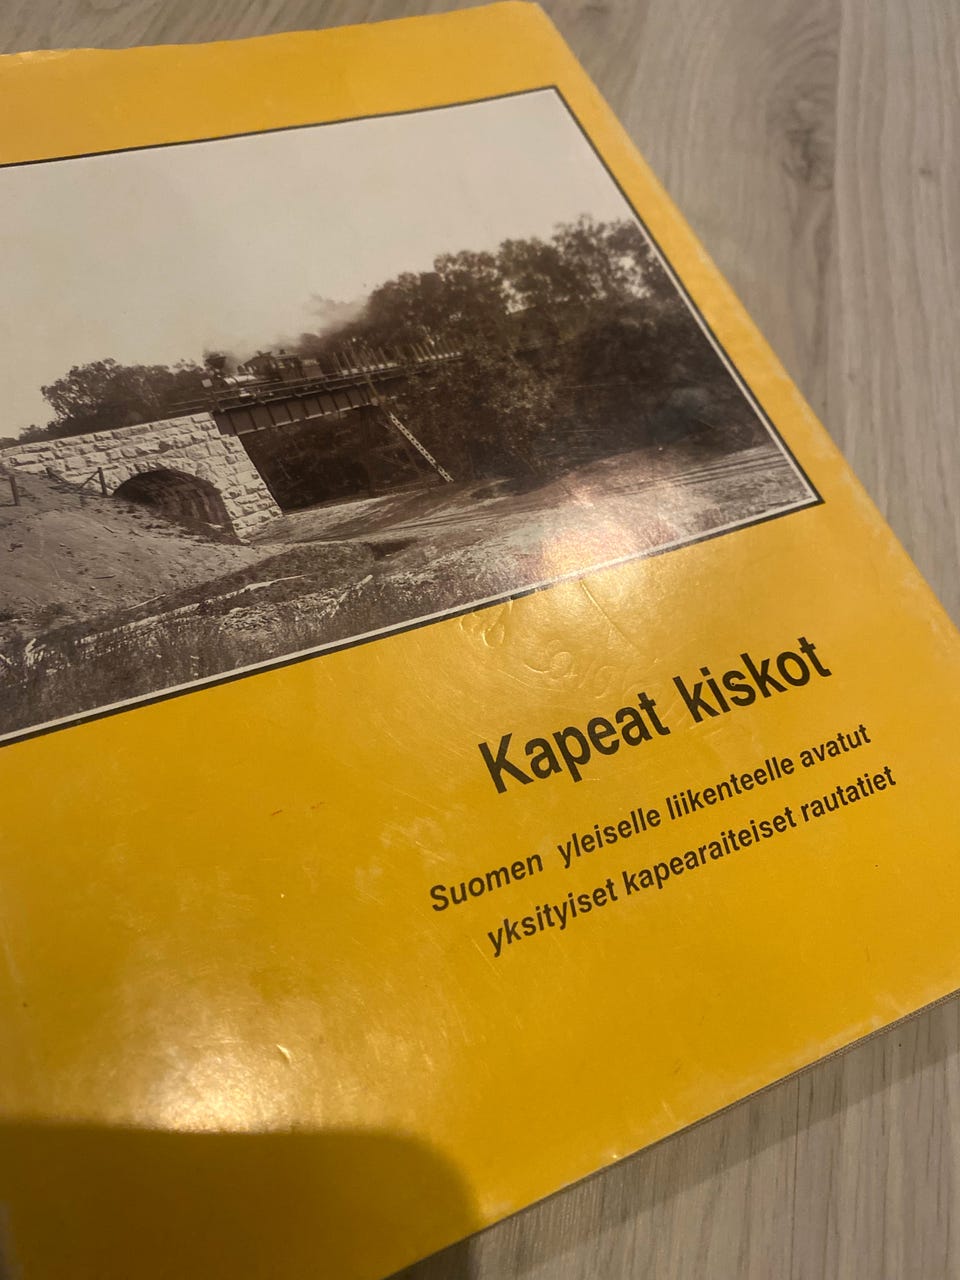 Kapeat kiskot
Suomen yleiselle liikenteelle avatut
yksityiset kapearaiteiset rautatiet